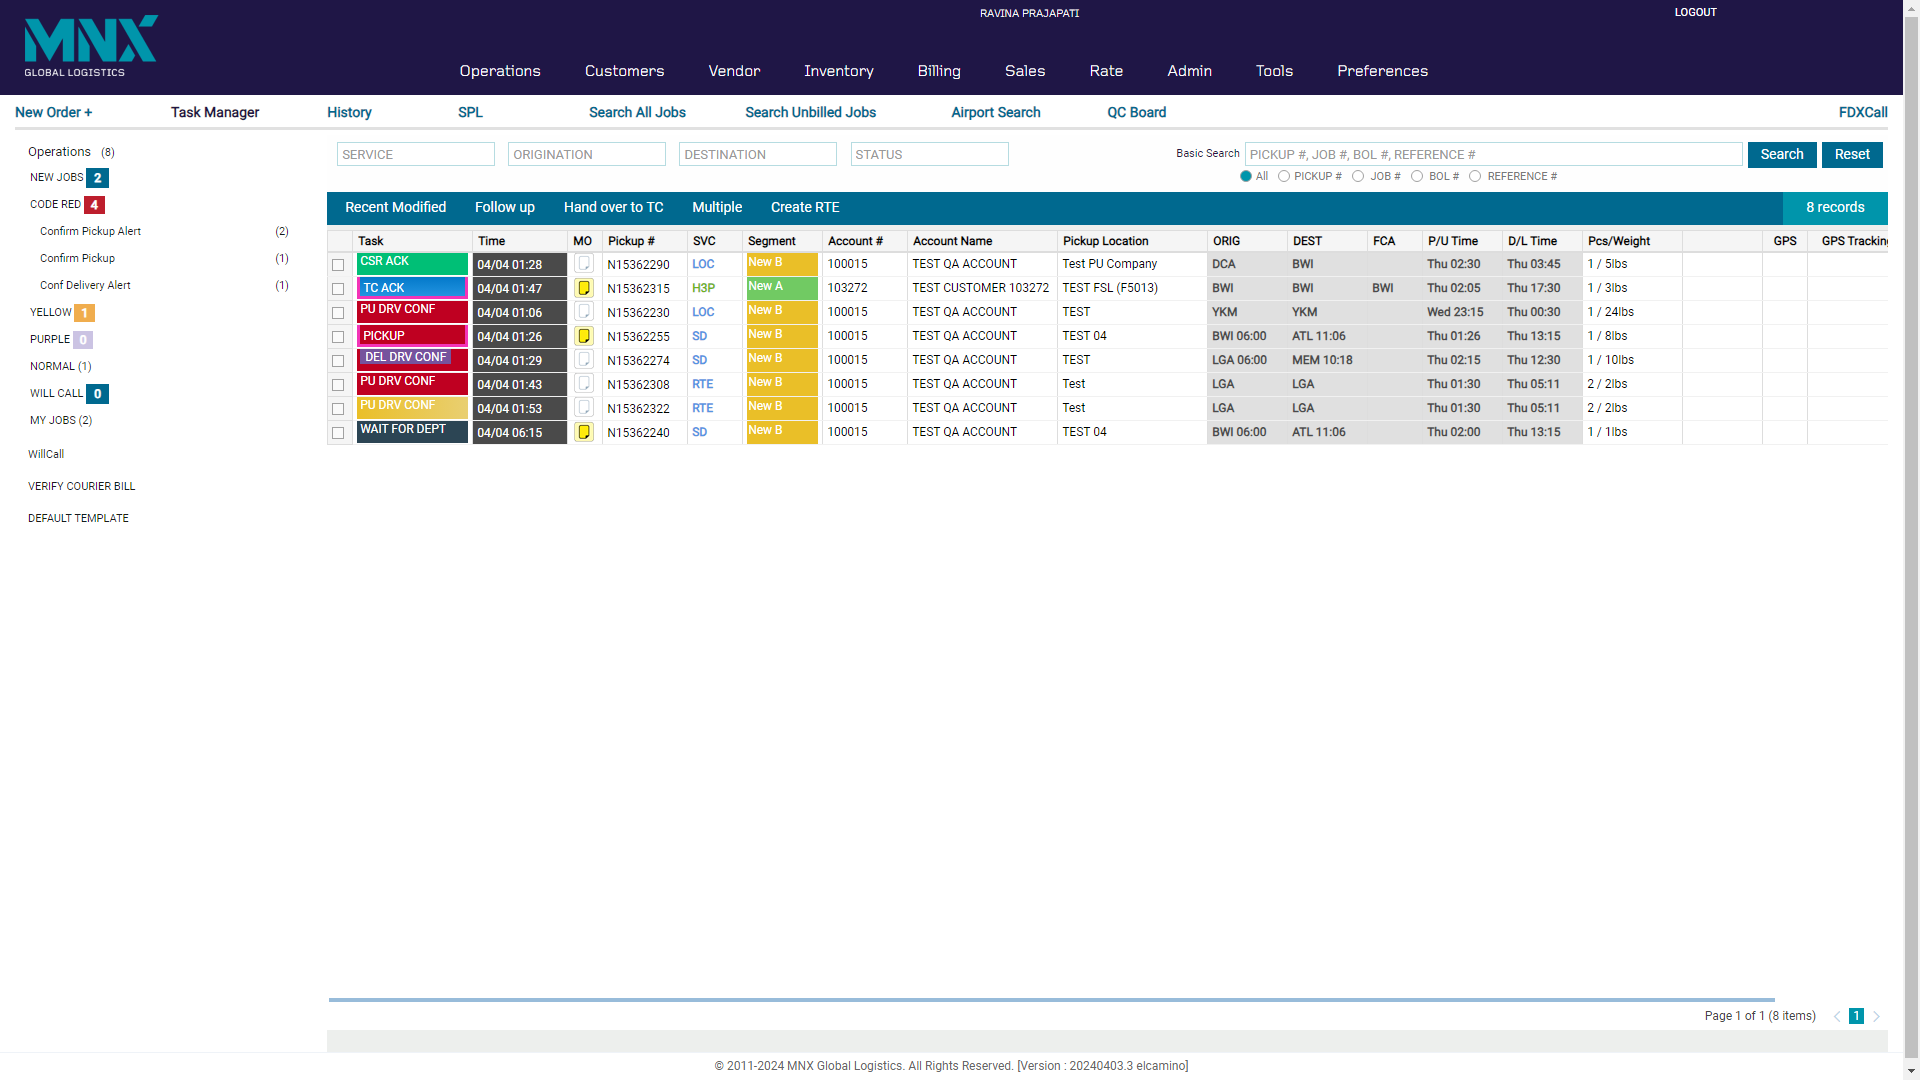 MNX
GLOBAL LOGISTICS
RAVINA PRAJAPATI
LOGOUT
Operations Customers Vendor Inventory Billing Sales Rate Admin Tools Preferences
New Order + Task Manager History SPL Search All Jobs Search Unbilled Jobs Airport Search QC Board FDXCall
Operations (8)
NEW JOBS 2
CODE RED 4
Confirm Pickup Alert (2)
Confirm Pickup (1)
Conf Delivery Alert (1)
YELLOW 1
PURPLE 0
NORMAL (1)
WILL CALL 0
MY JOBS (2)
WillCall
VERIFY COURIER BILL
DEFAULT TEMPLATE
SERVICE ORIGINATION DESTINATION STATUS Basic Search PICKUP #, JOB #, BOL #, REFERENCE # Search Reset
All PICKUP # JOB # BOL # REFERENCE #
Recent Modified Follow up Hand over to TC Multiple Create RTE 8 records
Task Time MO Pickup # SVC Segment Account # Account Name Pickup Location ORIG DEST FCA P/U Time D/L Time Pcs/Weight GPS GPS Tracking
CSR ACK 04/04 01:28 N15362290 LOC New B 100015 TEST QA ACCOUNT Test PU Company DCA BWI Thu 02:30 Thu 03:45 1 / 5lbs
TC ACK 04/04 01:47 N15362315 H3P New A 103272 TEST CUSTOMER 103272 TEST FSL (F5013) BWI BWI BWI Thu 02:05 Thu 17:30 1 / 3lbs
PU DRV CONF 04/04 01:06 N15362230 LOC New B 100015 TEST QA ACCOUNT TEST YKM YKM Wed 23:15 Thu 00:30 1 / 24lbs
PICKUP 04/04 01:26 N15362255 SD New B 100015 TEST QA ACCOUNT TEST 04 BWI 06:00 ATL 11:06 Thu 01:26 Thu 13:15 1 / 8lbs
DEL DRV CONF 04/04 01:29 N15362274 SD New B 100015 TEST QA ACCOUNT TEST LGA 06:00 MEM 10:18 Thu 02:15 Thu 12:30 1 / 10lbs
PU DRV CONF 04/04 01:43 N15362308 RTE New B 100015 TEST QA ACCOUNT Test LGA LGA Thu 01:30 Thu 05:11 2 / 2lbs
PU DRV CONF 04/04 01:53 N15362322 RTE New B 100015 TEST QA ACCOUNT Test LGA LGA Thu 01:30 Thu 05:11 2 / 2lbs
WAIT FOR DEPT 04/04 06:15 N15362240 SD New B 100015 TEST QA ACCOUNT TEST 04 BWI 06:00 ATL 11:06 Thu 02:00 Thu 13:15 1 / 1lbs
Page 1 of 1 (8 items) 1
© 2011-2024 MNX Global Logistics. All Rights Reserved. [Version : 20240403.3 elcamino]